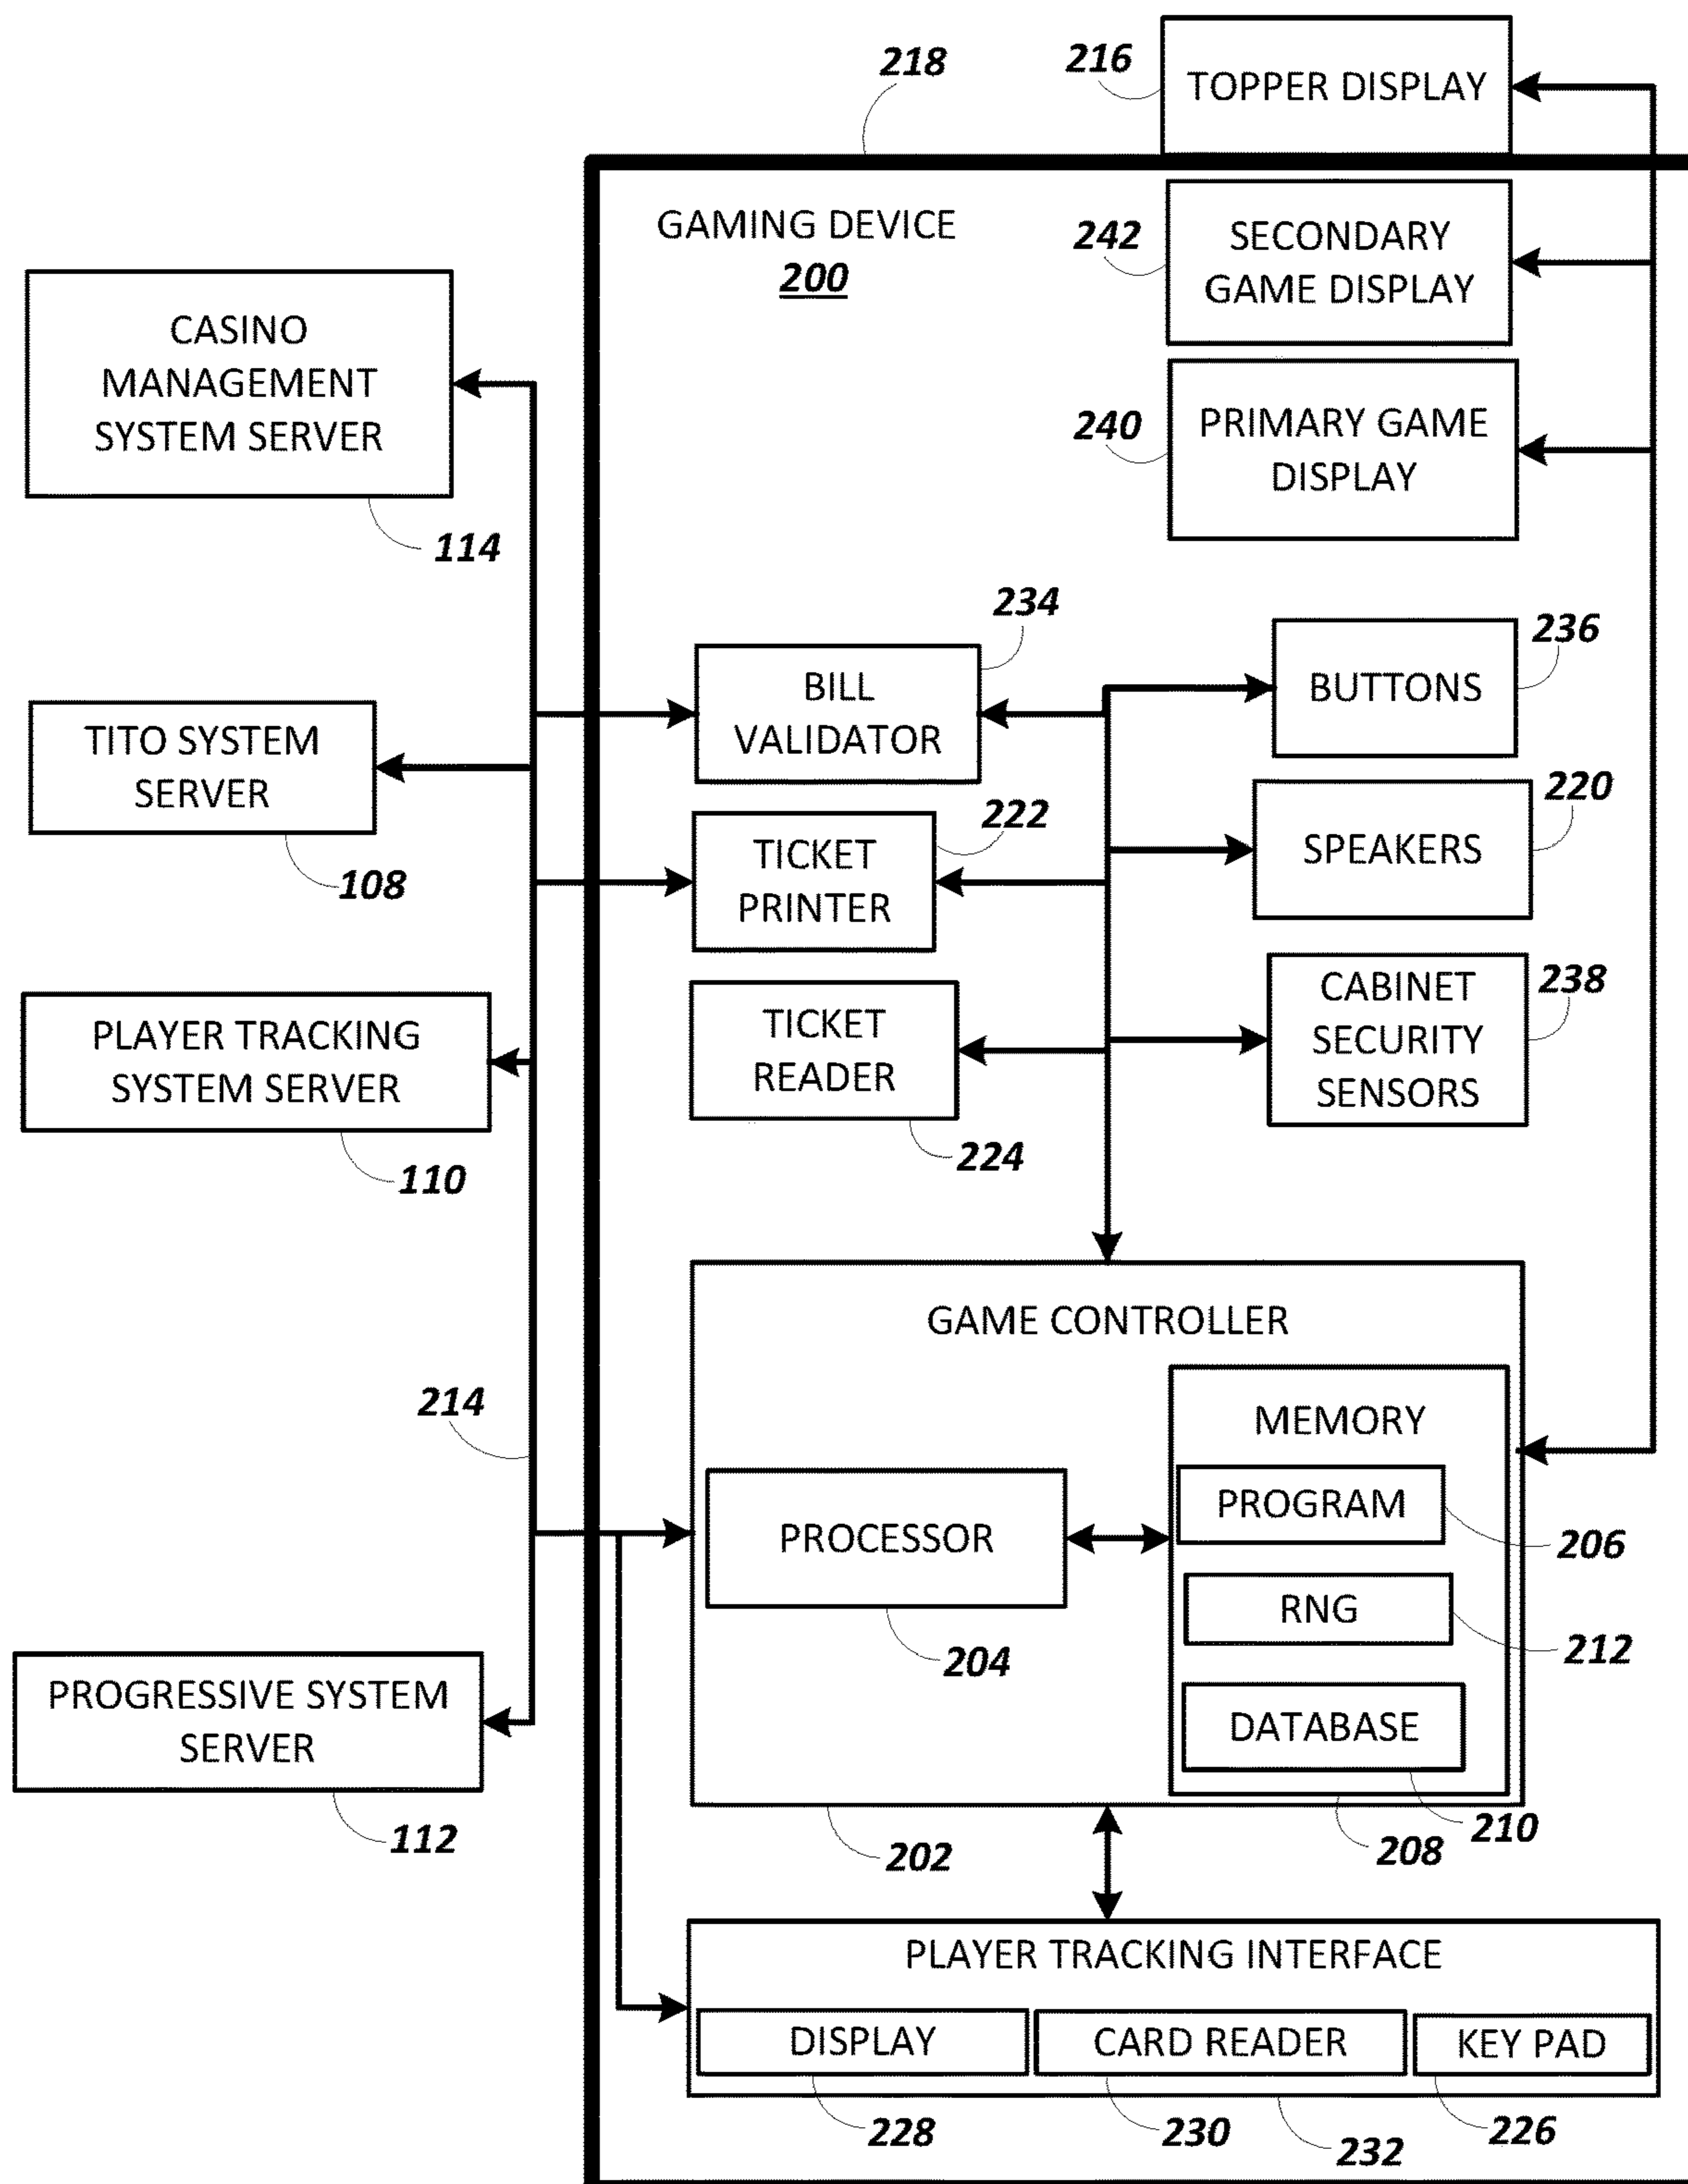 218
216
TOPPER DISPLAY
GAMING DEVICE
200
242
SECONDARY
GAME DISPLAY
240
PRIMARY GAME
DISPLAY
CASINO
MANAGEMENT
SYSTEM SERVER
114
234
BILL
VALIDATOR
236
BUTTONS
TITO SYSTEM
SERVER
108
222
TICKET
PRINTER
220
SPEAKERS
PLAYER TRACKING
SYSTEM SERVER
110
TICKET
READER
224
238
CABINET
SECURITY
SENSORS
214
GAME CONTROLLER
MEMORY
PROGRAM
206
PROCESSOR
204
RNG
212
DATABASE
210
208
202
PROGRESSIVE SYSTEM
SERVER
112
PLAYER TRACKING INTERFACE
DISPLAY
CARD READER
KEY PAD
228
230
232
226